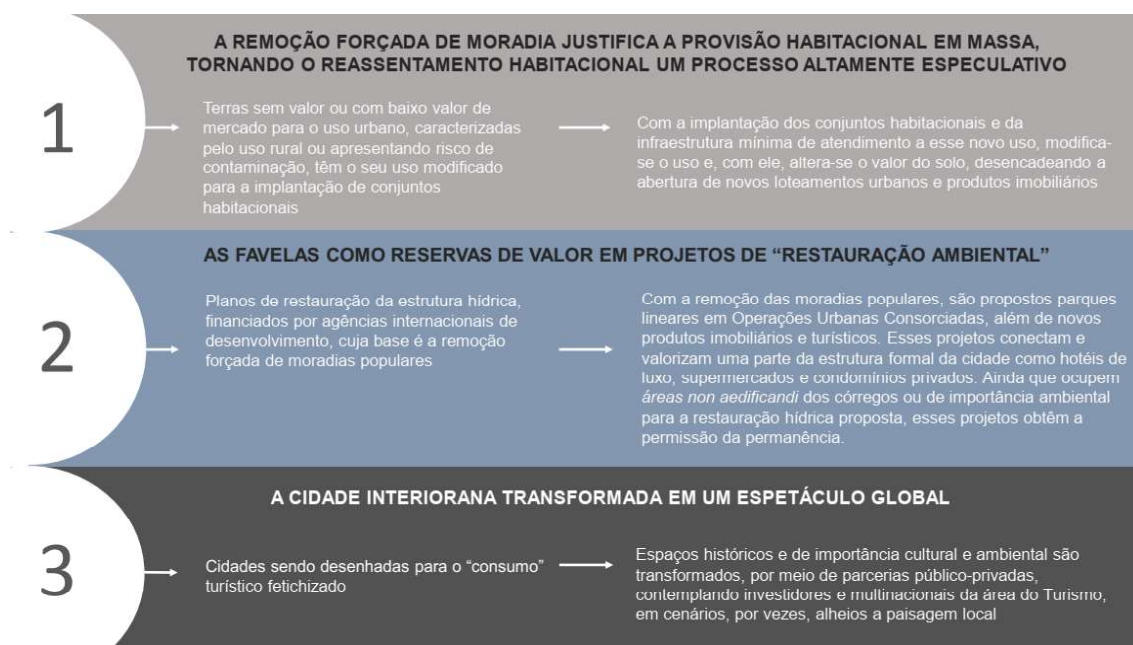 A REMOÇÃO FORÇADA DE MORADIA JUSTIFICA A PROVISÃO HABITACIONAL EM MASSA,
TORNANDO O REASSENTAMENTO HABITACIONAL UM PROCESSO ALTAMENTE ESPECULATIVO
1
Terras sem valor ou com baixo valor de
mercado para o uso urbano, caracterizadas
pelo uso rural ou apresentando risco de
contaminação, têm o seu uso modificado
para a implantação de conjuntos
habitacionais
Com a implantação dos conjuntos habitacionais e da
infraestrutura mínima de atendimento a esse novo uso, modifica-
se o uso e, com ele, altera-se o valor do solo, desencadeando a
abertura de novos loteamentos urbanos e produtos imobiliários
AS FAVELAS COMO RESERVAS DE VALOR EM PROJETOS DE “RESTAURAÇÃO AMBIENTAL”
2
Planos de restauração da estrutura hídrica,
financiados por agências internacionais de
desenvolvimento, cuja base é a remoção
forçada de moradias populares
Com a remoção das moradias populares, são propostos parques
lineares em Operações Urbanas Consorciadas, além de novos
produtos imobiliários e turísticos. Esses projetos conectam e
valorizam uma parte da estrutura formal da cidade como hotéis de
luxo, supermercados e condomínios privados. Ainda que ocupem
áreas non aedificandi dos córregos ou de importância ambiental
para a restauração hídrica proposta, esses projetos obtêm a
permissão da permanência.
A CIDADE INTERIORANA TRANSFORMADA EM UM ESPETÁCULO GLOBAL
3
Cidades sendo desenhadas para o “consumo”
turístico fetichizado
Espaços históricos e de importância cultural e ambiental são
transformados, por meio de parcerias público-privadas,
contemplando investidores e multinacionais da área do Turismo,
em cenários, por vezes, alheios a paisagem local